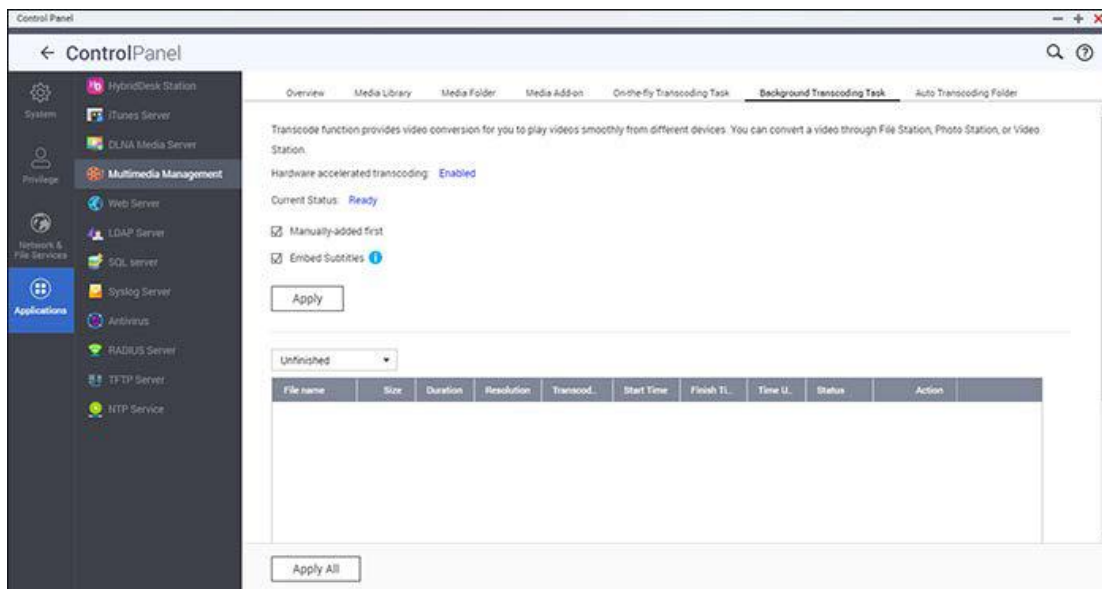 Control Panel
ControlPanel
System
Privilege
Network &
File Services
Applications
HybridDesk Station
iTunes Server
DLNA Media Server
Multimedia Management
Web Server
LDAP Server
SQL server
Syslog Server
Antivirus
RADIUS Server
TFTP Server
NTP Service
Overview Media Library Media Folder Media Add-on On-the-fly Transcoding Task Background Transcoding Task Auto Transcoding Folder
Transcode function provides video conversion for you to play videos smoothly from different devices. You can convert a video through File Station, Photo Station, or Video
Station.
Hardware accelerated transcoding: Enabled
Current Status: Ready
Manually-added first
Embed Subtitles
Apply
Unfinished
File name Size Duration Resolution Transcod... Start Time Finish Ti... Time U... Status Action
Apply All